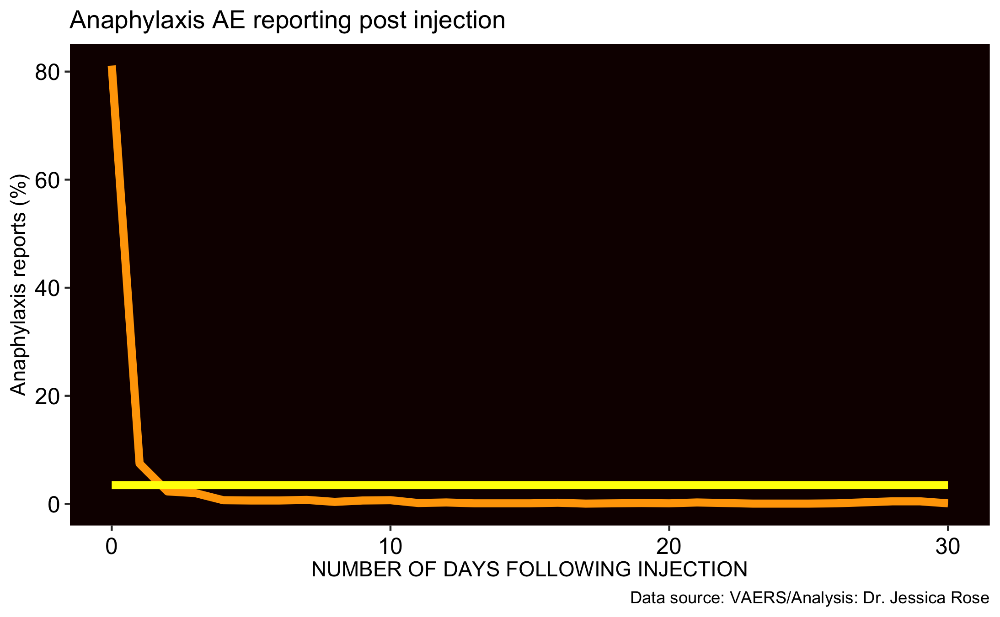 Anaphylaxis AE reporting post injection
Anaphylaxis reports (%)
80
60
40
20
0
0 10 20 30
NUMBER OF DAYS FOLLOWING INJECTION
Data source: VAERS/Analysis: Dr. Jessica Rose